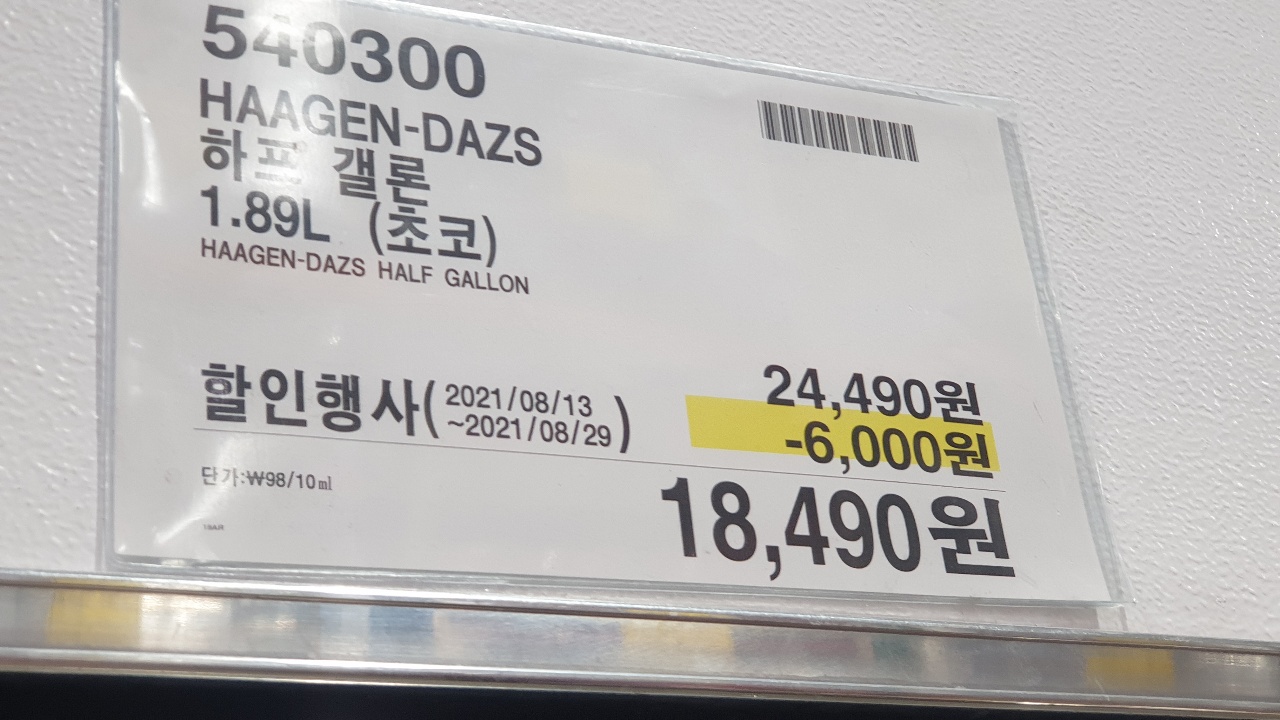 540300
HAAGEN-DAZS
하프 갤론
1.89L (초코)
HAAGEN-DAZS HALF GALLON
24,490원
할인행사(2021/08/13
~2021/08/29)
-6,000원
단가:₩98/10㎖
18,490원